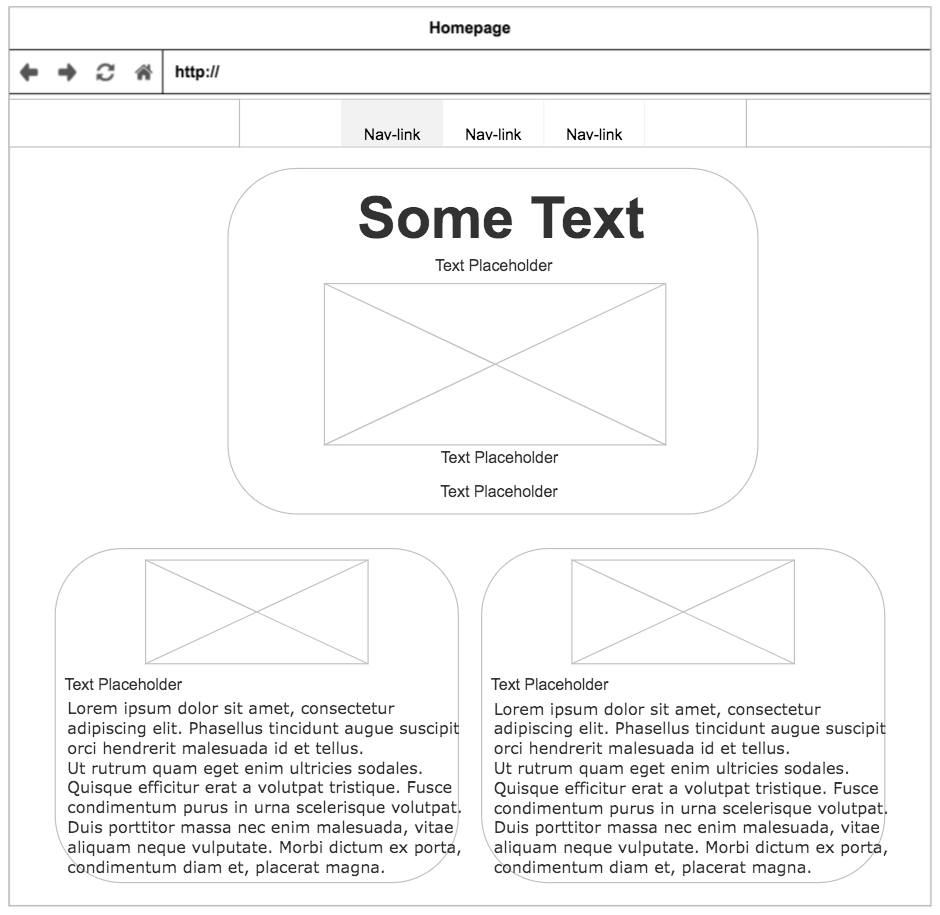 Homepage
http://
Nav-link Nav-link Nav-link
Some Text
Text Placeholder
Text Placeholder
Text Placeholder
Text Placeholder
Lorem ipsum dolor sit amet, consectetur
adipiscing elit. Phasellus tincidunt augue suscipit
orci hendrerit malesuada id et tellus.
Ut rutrum quam eget enim ultricies sodales.
Quisque efficitur erat a volutpat tristique. Fusce
condimentum purus in urna scelerisque volutpat.
Duis porttitor massa nec enim malesuada, vitae
aliquam neque vulputate. Morbi dictum ex porta,
condimentum diam et, placerat magna.
Text Placeholder
Lorem ipsum dolor sit amet, consectetur
adipiscing elit. Phasellus tincidunt augue suscipit
orci hendrerit malesuada id et tellus.
Ut rutrum quam eget enim ultricies sodales.
Quisque efficitur erat a volutpat tristique. Fusce
condimentum purus in urna scelerisque volutpat.
Duis porttitor massa nec enim malesuada, vitae
aliquam neque vulputate. Morbi dictum ex porta,
condimentum diam et, placerat magna.